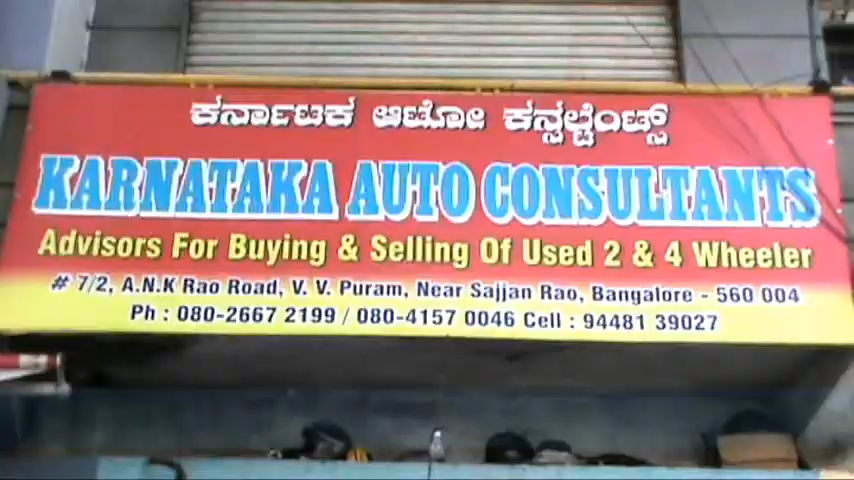 ಕರ್ನಾಟಕ ಆಟೋ ಕನ್ಸಲ್ಟೆಂಟ್ಸ್
KARNATAKA AUTO CONSULTANTS
Advisors For Buying & Selling Of Used 2 & 4 Wheeler
# 7/2, A.N.K Rao Road, V. V. Puram, Near Sajjan Rao, Bangalore - 560 004
Ph : 080-2667 2199 / 080-4157 0046 Cell : 94481 39027